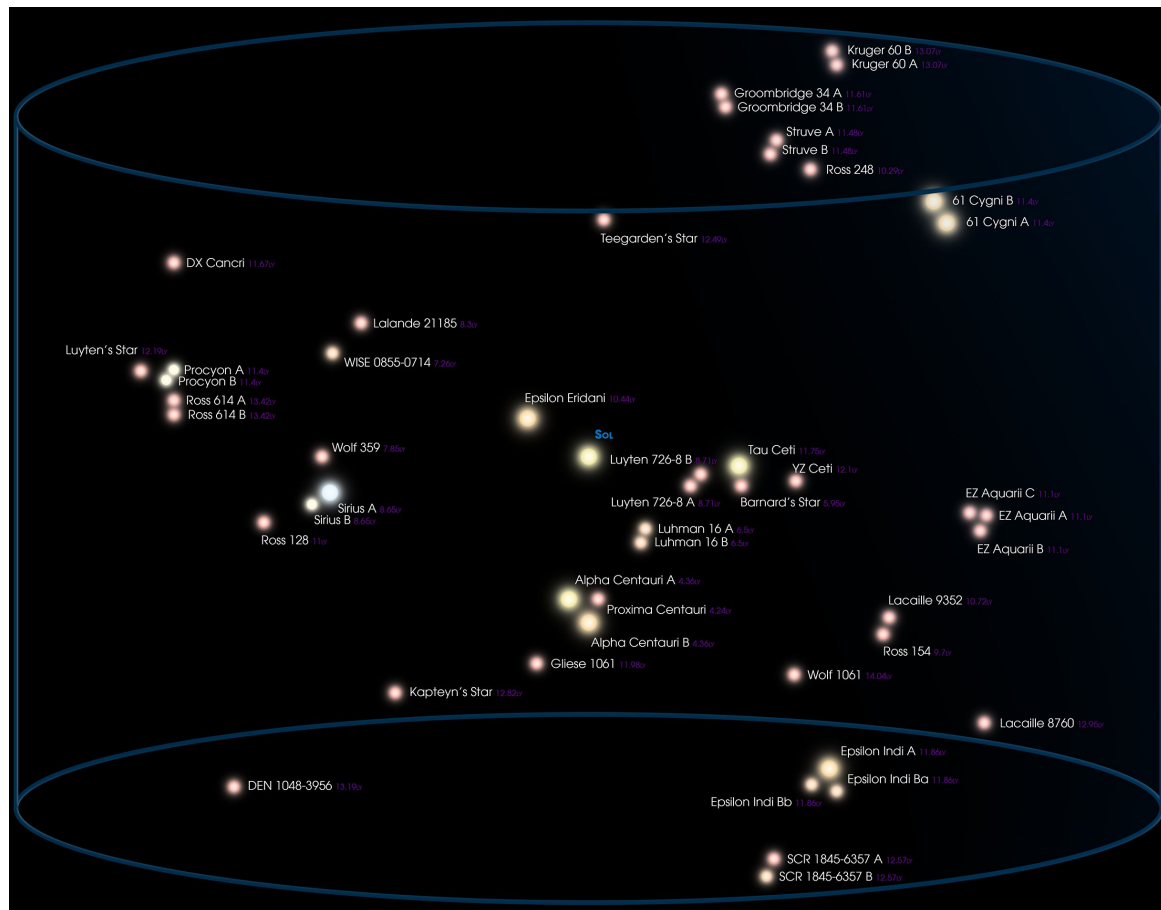 Kruger 60 B 13.07LY
Kruger 60 A 13.07LY
Groombridge 34 A 11.61LY
Groombridge 34 B 11.61LY
Struve A 11.48LY
Struve B 11.48LY
Ross 248 10.29LY
61 Cygni B 11.4LY
61 Cygni A 11.4LY
Teegarden's Star 12.49LY
DX Cancri 11.67LY
Lalande 21185 8.3LY
Luyten's Star 12.19LY
WISE 0855-0714 7.26LY
Procyon A 11.4LY
Procyon B 11.4LY
Ross 614 A 13.42LY
Ross 614 B 13.42LY
Epsilon Eridani 10.44LY
SOL
Wolf 359 7.85LY
Luyten 726-8 B 8.71LY
Tau Ceti 11.75LY
YZ Ceti 12.1LY
Luyten 726-8 A 8.71LY
Barnard's Star 5.95LY
EZ Aquarii C 11.1LY
EZ Aquarii A 11.1LY
EZ Aquarii B 11.1LY
Sirius A 8.65LY
Sirius B 8.65LY
Ross 128 11LY
Luhman 16 A 6.5LY
Luhman 16 B 6.5LY
Alpha Centauri A 4.36LY
Proxima Centauri 4.24LY
Alpha Centauri B 4.36LY
Lacaille 9352 10.72LY
Ross 154 9.7LY
Gliese 1061 11.98LY
Wolf 1061 14.04LY
Kapteyn's Star 12.82LY
Lacaille 8760 12.95LY
Epsilon Indi A 11.86LY
Epsilon Indi Ba 11.86LY
Epsilon Indi Bb 11.86LY
DEN 1048-3956 13.19LY
SCR 1845-6357 A 12.57LY
SCR 1845-6357 B 12.57LY